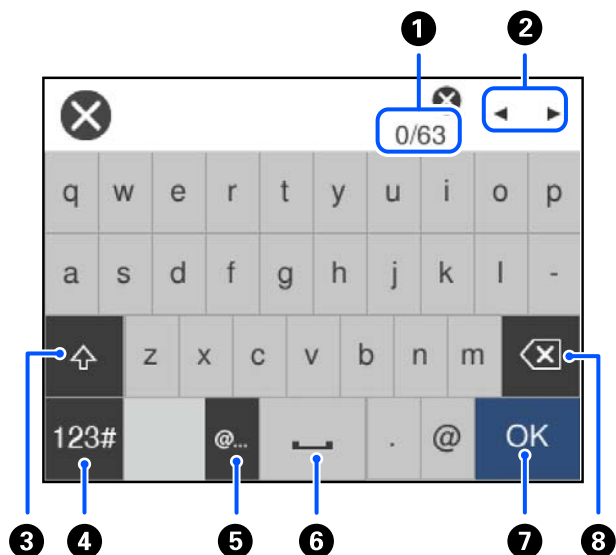 1 2
0/63
q w e r t y u i o p
a s d f g h j k l -
z x c v b n m
123# @... . @ OK
3 4 5 6 7 8